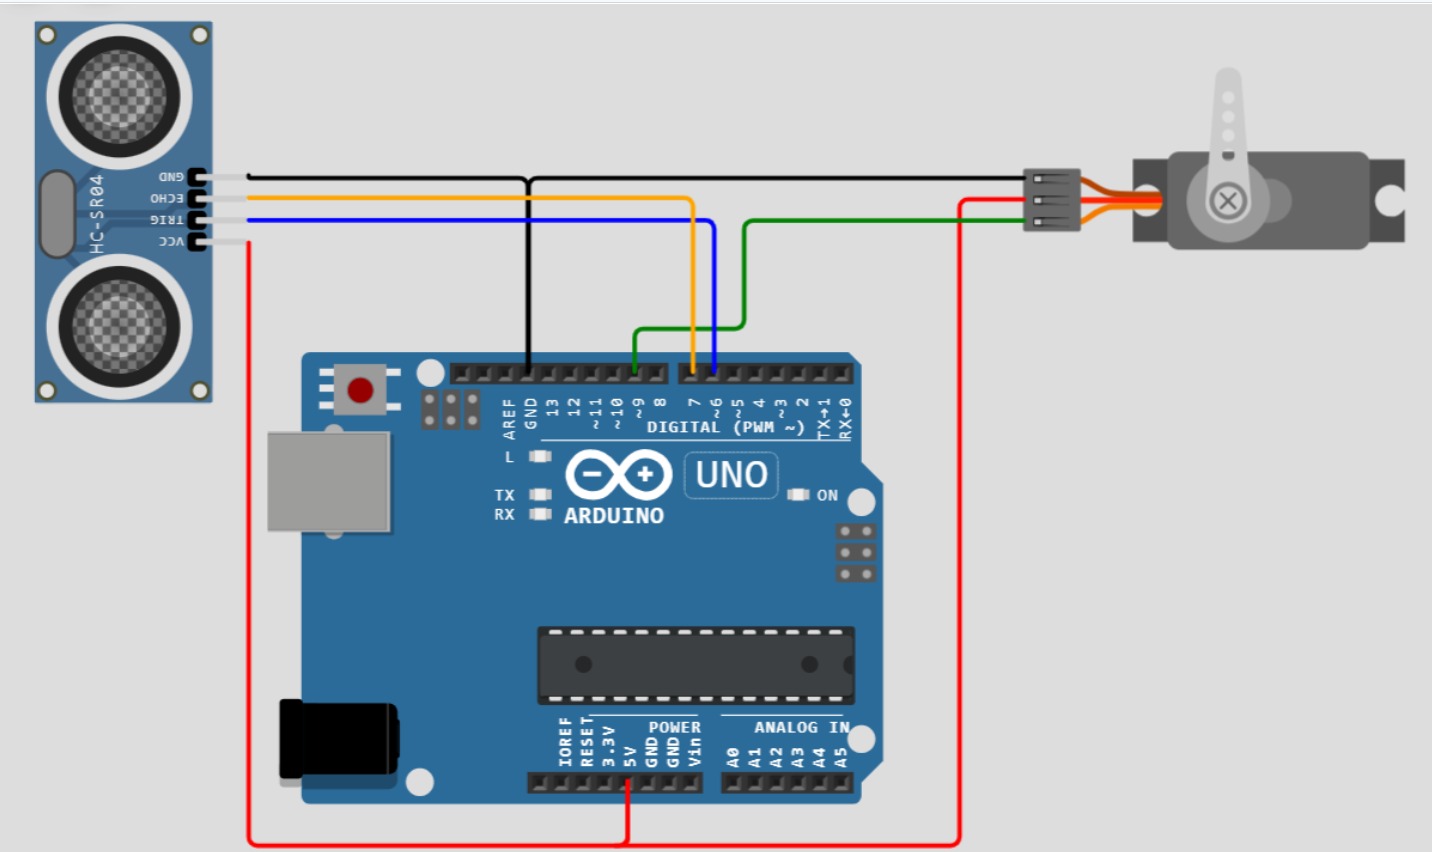 GND
ECHO
TRIG
VCC
HC-SR04
AREF
GND
13
12
~11
~10
~9
8
7
~6
~5
4
~3
2
TX→1
RX←0
DIGITAL (PWM ~)
L
TX
RX
UNO
ON
ARDUINO
IOREF
RESET
3.3V
5V
GND
GND
Vin
POWER
ANALOG IN
A0
A1
A2
A3
A4
A5